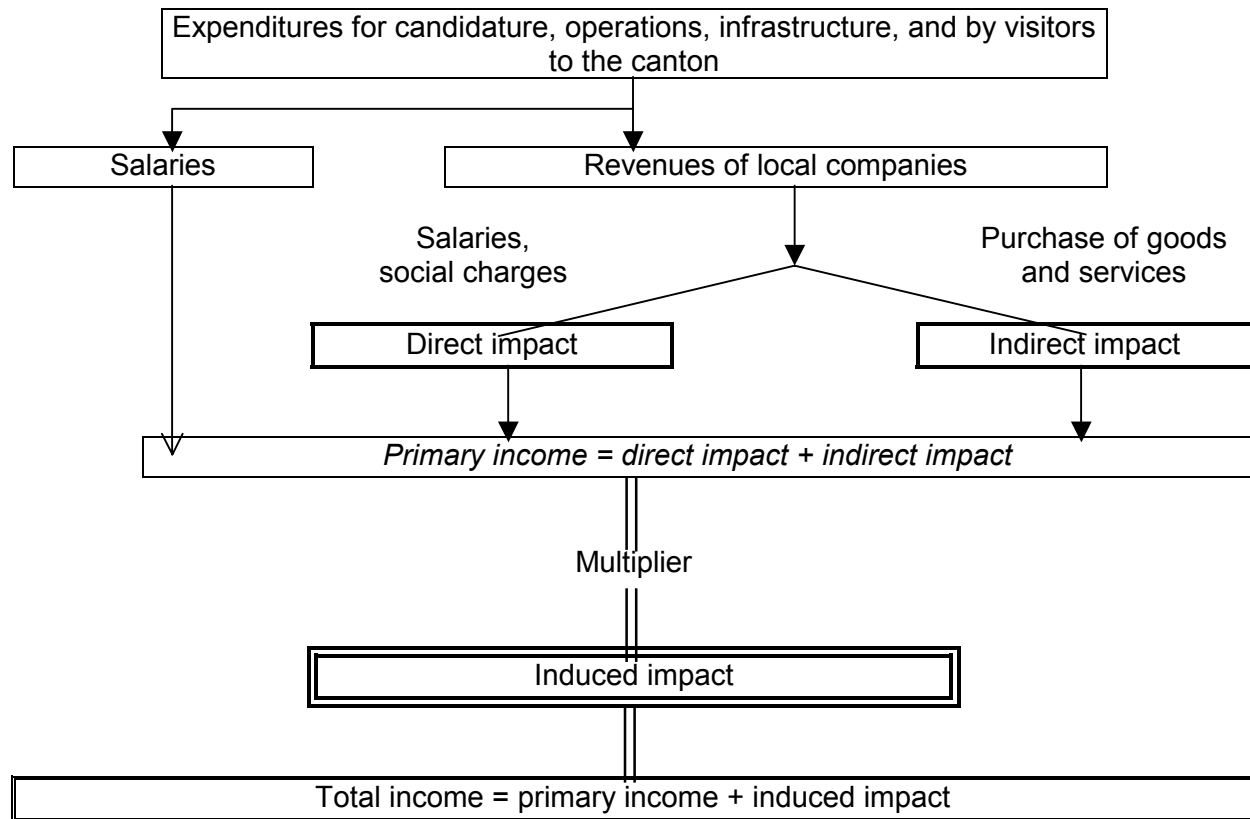 Expenditures for candidature, operations, infrastructure, and by visitors
to the canton
Salaries
Revenues of local companies
Salaries,
social charges
Purchase of goods
and services
Direct impact
Indirect impact
Primary income = direct impact + indirect impact
Multiplier
Induced impact
Total income = primary income + induced impact